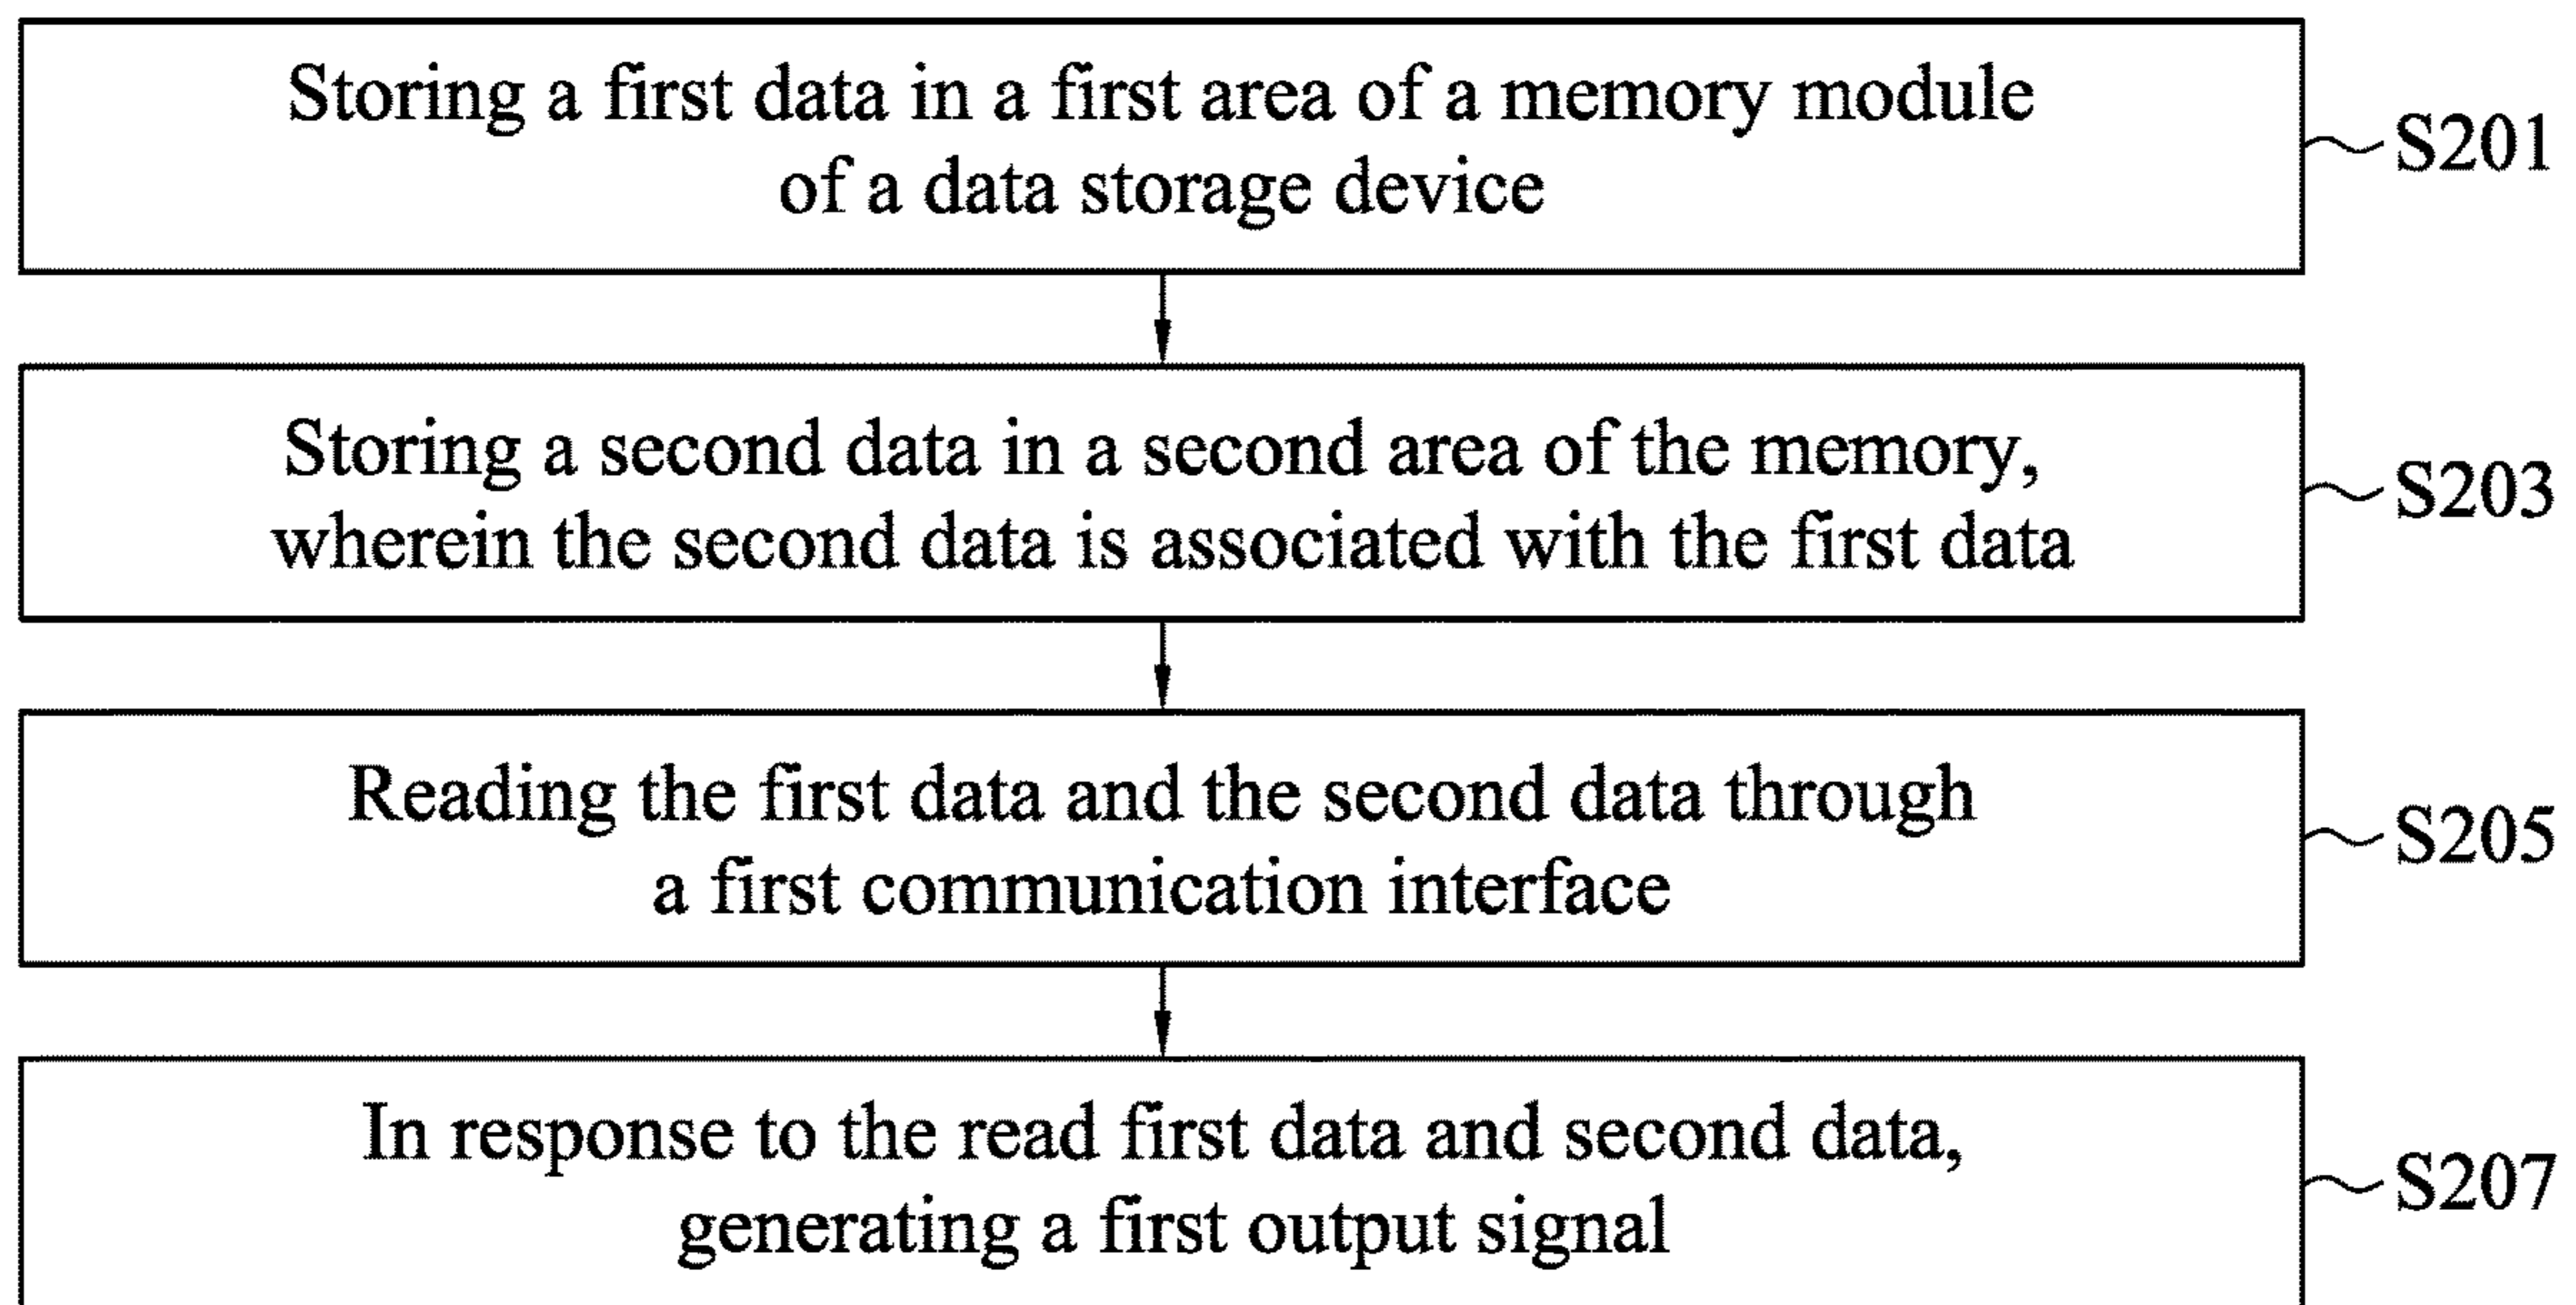 Storing a first data in a first area of a memory module
of a data storage device
S201
Storing a second data in a second area of the memory,
wherein the second data is associated with the first data
S203
Reading the first data and the second data through
a first communication interface
S205
In response to the read first data and second data,
generating a first output signal
S207